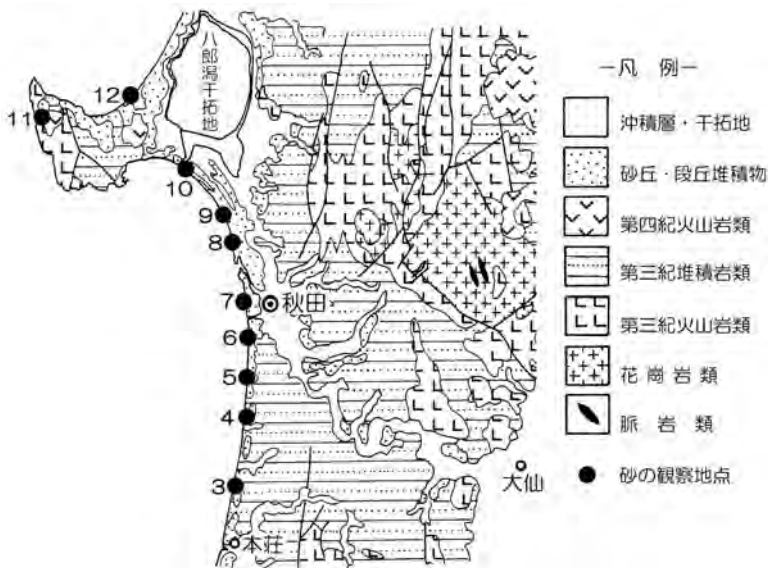 八郎潟干拓地
12
11
10
9
8
7
秋田
6
5
4
3
大仙
本荘
－凡 例－
沖積層・干拓地
砂丘・段丘堆積物
第四紀火山岩類
第三紀堆積岩類
第三紀火山岩類
花崗岩類
脈岩類
砂の観察地点